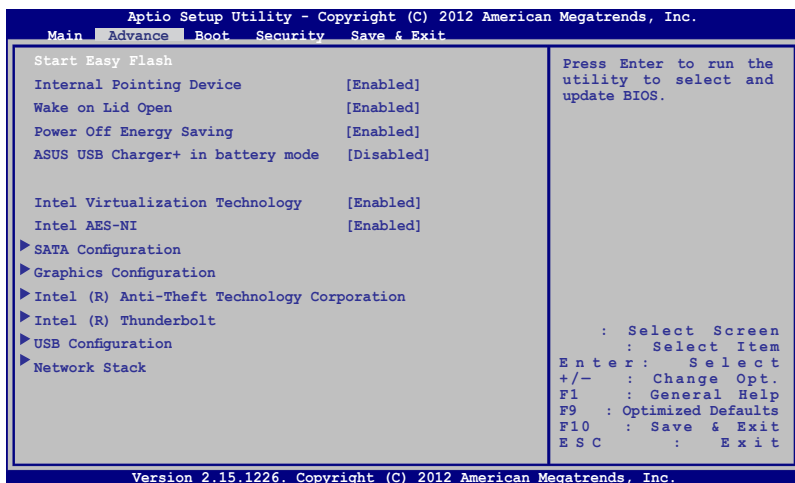 Aptio Setup Utility - Copyright (C) 2012 American Megatrends, Inc.
Main Advance Boot Security Save & Exit
Start Easy Flash
Internal Pointing Device [Enabled]
Wake on Lid Open [Enabled]
Power Off Energy Saving [Enabled]
ASUS USB Charger+ in battery mode [Disabled]
Intel Virtualization Technology [Enabled]
Intel AES-NI [Enabled]
SATA Configuration
Graphics Configuration
Intel (R) Anti-Theft Technology Corporation
Intel (R) Thunderbolt
USB Configuration
Network Stack
Press Enter to run the
utility to select and
update BIOS.
: Select Screen
: Select Item
Enter: Select
+/— : Change Opt.
F1 : General Help
F9 : Optimized Defaults
F10 : Save & Exit
ESC : Exit
Version 2.15.1226. Copyright (C) 2012 American Megatrends, Inc.